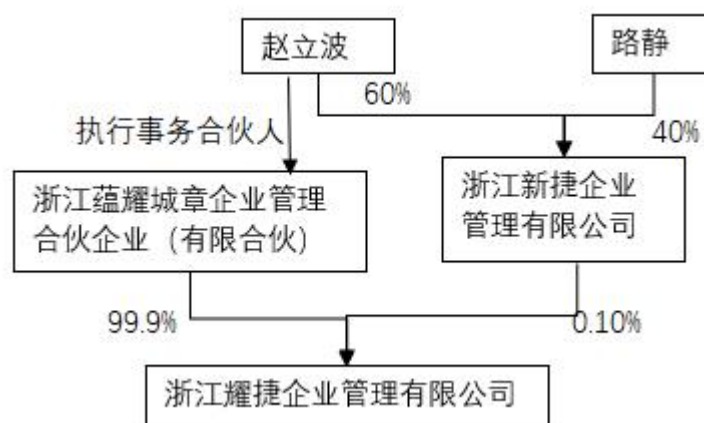 赵立波
路静
60%
执行事务合伙人
40%
浙江蕴耀城章企业管理
合伙企业（有限合伙）
浙江新捷企业
管理有限公司
99.9%
0.10%
浙江耀捷企业管理有限公司